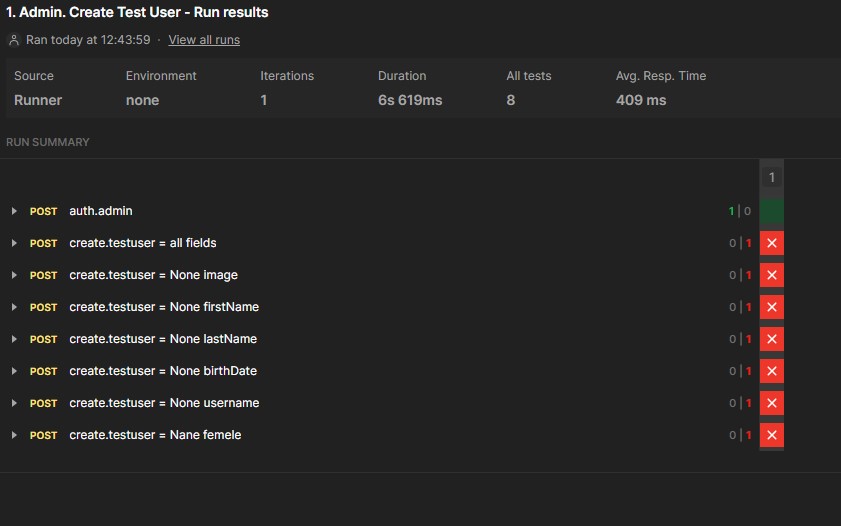 1. Admin. Create Test User - Run results
Ran today at 12:43:59 · View all runs
Source Environment Iterations Duration All tests Avg. Resp. Time
Runner none 1 6s 619ms 8 409 ms
RUN SUMMARY
1
POST auth.admin 1 | 0
POST create.testuser = all fields 0 | 1
POST create.testuser = None image 0 | 1
POST create.testuser = None firstName 0 | 1
POST create.testuser = None lastName 0 | 1
POST create.testuser = None birthDate 0 | 1
POST create.testuser = None username 0 | 1
POST create.testuser = Nane femele 0 | 1